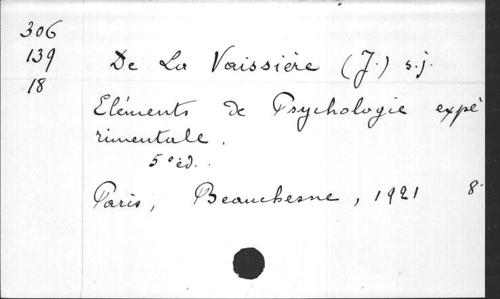 306
139
18
De La Vaissière (J.) s.j.
Eléments de Psychologie expé
rimentale.
5e éd.
Paris, Beauchesne, 1921 8°